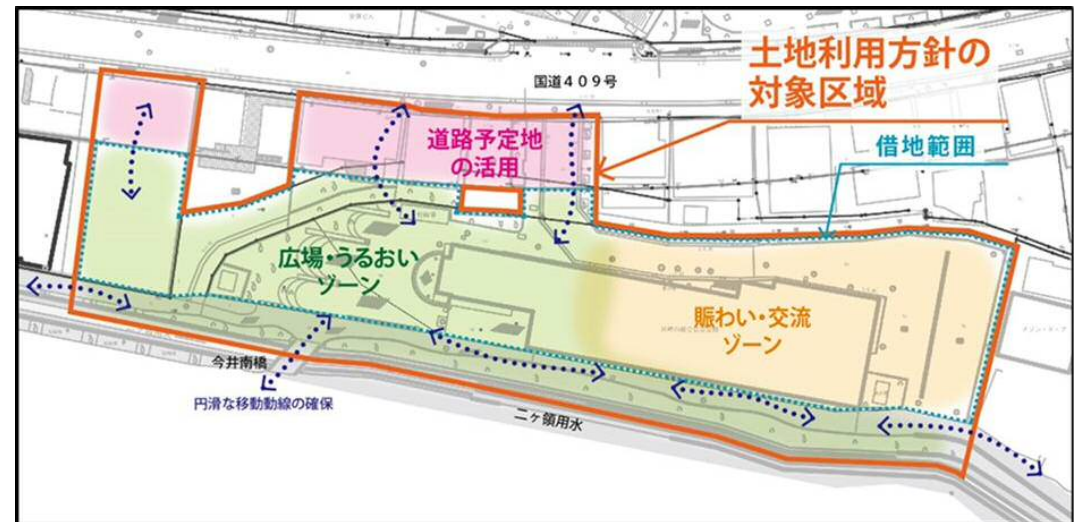 国道409号
土地利用方針の
対象区域
道路予定地
の活用
借地範囲
広場・うるおい
ゾーン
賑わい・交流
ゾーン
今井南橋
円滑な移動動線の確保
二ヶ領用水